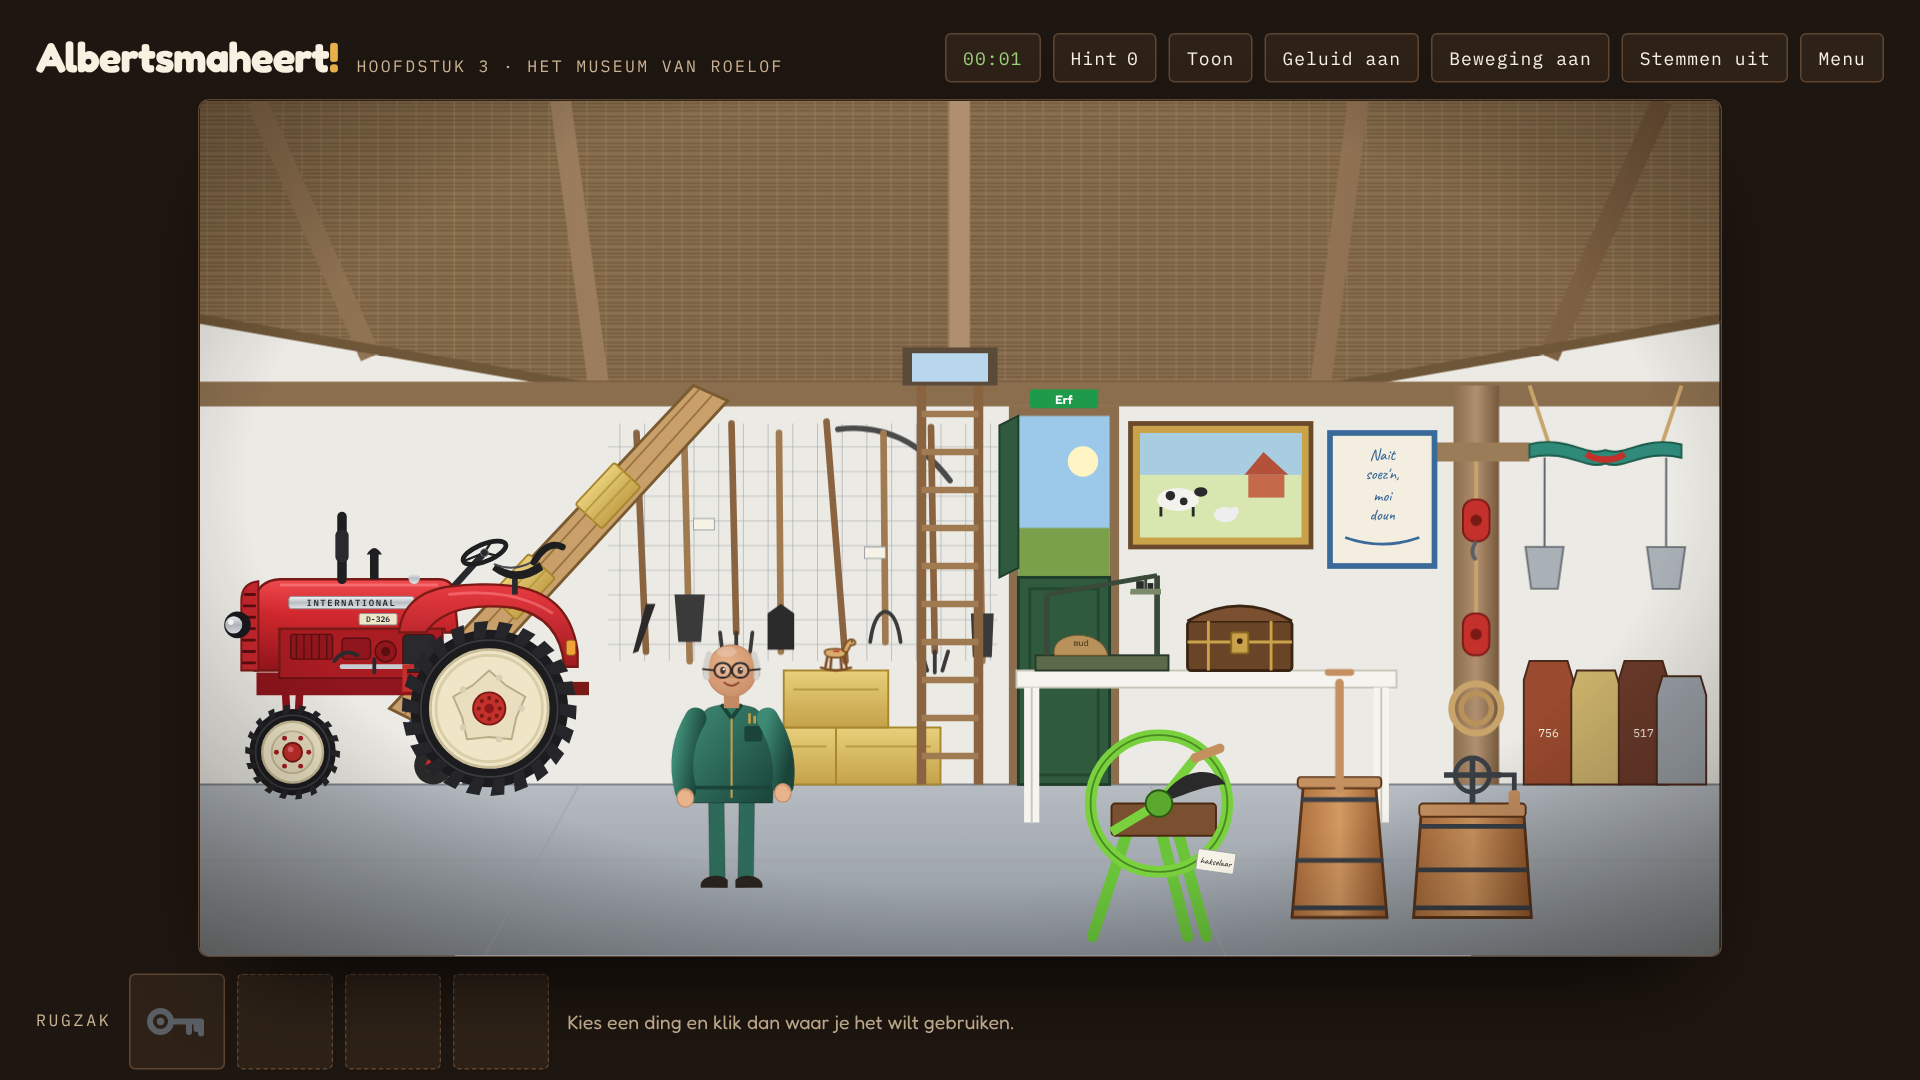 Albertsmaheert!
HOOFDSTUK 3 · HET MUSEUM VAN ROELOF
00:01
Hint 0
Toon
Geluid aan
Beweging aan
Stemmen uit
Menu
Erf
Nait
soez'n,
moi
doun
INTERNATIONAL
D-326
mud
756
517
hakselaar
RUGZAK
Kies een ding en klik dan waar je het wilt gebruiken.